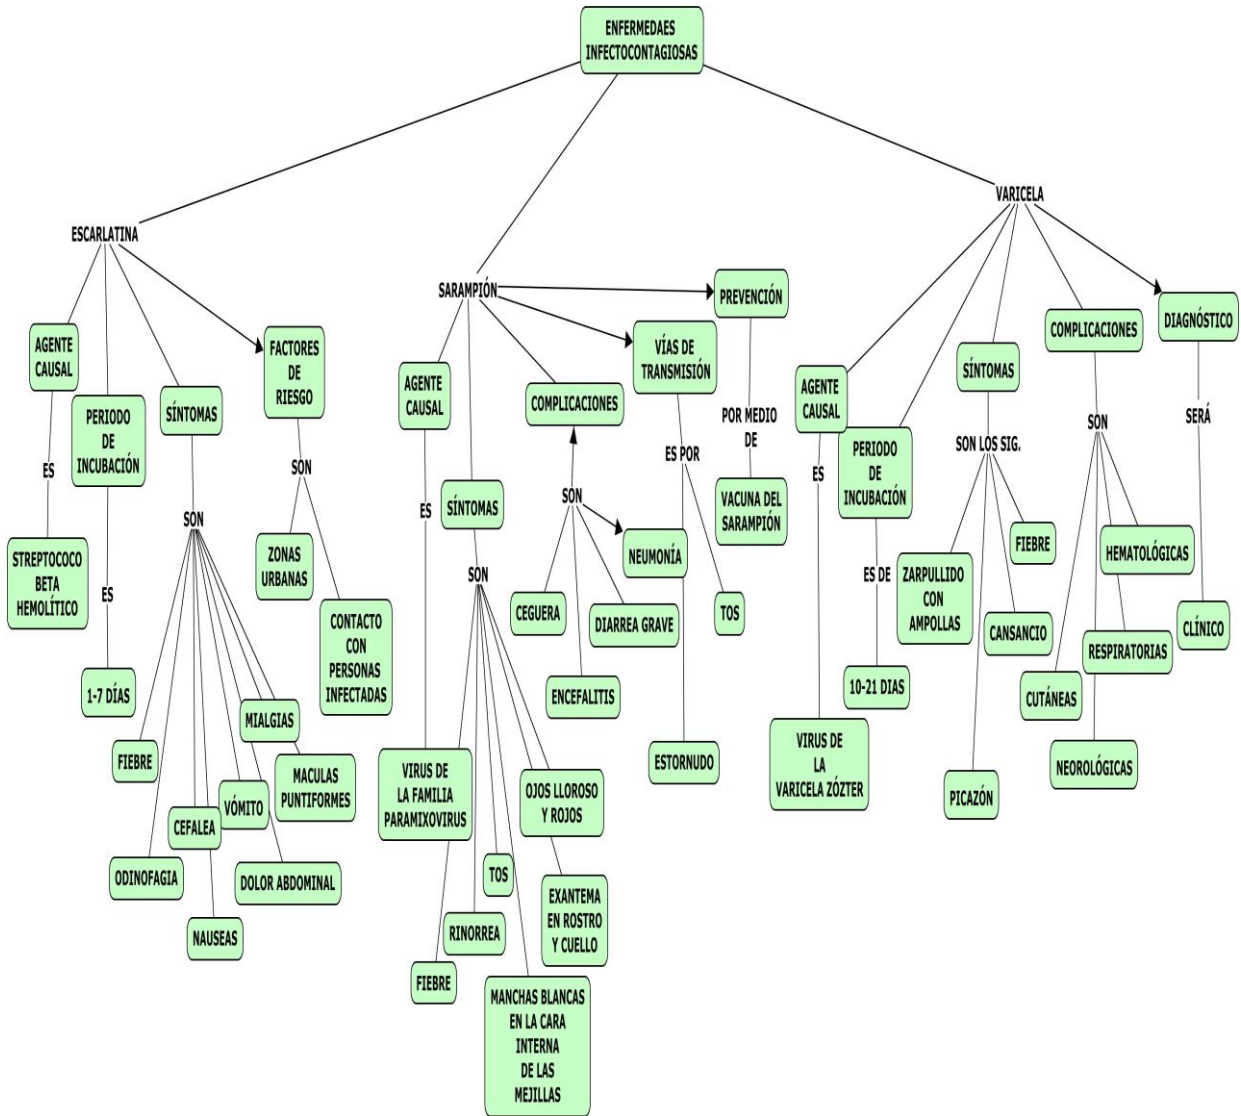 ENFERMEDAES
INFECTOCONTAGIOSAS
ESCARLATINA
AGENTE
CAUSAL
ES
STREPTOCOCO
BETA
HEMOLÍTICO
PERIODO
DE
INCUBACIÓN
ES
1-7 DÍAS
SÍNTOMAS
SON
FIEBRE
ODINOFAGIA
CEFALEA
NAUSEAS
VÓMITO
DOLOR ABDOMINAL
MIALGIAS
MACULAS
PUNTIFORMES
FACTORES
DE
RIESGO
SON
ZONAS
URBANAS
CONTACTO
CON
PERSONAS
INFECTADAS
SARAMPIÓN
AGENTE
CAUSAL
ES
VIRUS DE
LA FAMILIA
PARAMIXOVIRUS
SÍNTOMAS
SON
FIEBRE
RINORREA
TOS
MANCHAS BLANCAS
EN LA CARA
INTERNA
DE LAS
MEJILLAS
OJOS LLOROSO
Y ROJOS
EXANTEMA
EN ROSTRO
Y CUELLO
COMPLICACIONES
SON
CEGUERA
ENCEFALITIS
DIARREA GRAVE
NEUMONÍA
VÍAS DE
TRANSMISIÓN
ES POR
ESTORNUDO
TOS
PREVENCIÓN
POR MEDIO
DE
VACUNA DEL
SARAMPIÓN
VARICELA
AGENTE
CAUSAL
ES
VIRUS DE
LA
VARICELA ZÓZTER
PERIODO
DE
INCUBACIÓN
ES DE
10-21 DIAS
SÍNTOMAS
SON LOS SIG.
ZARPULLIDO
CON
AMPOLLAS
PICAZÓN
CANSANCIO
FIEBRE
COMPLICACIONES
SON
CUTÁNEAS
NEOROLÓGICAS
RESPIRATORIAS
HEMATOLÓGICAS
DIAGNÓSTICO
SERÁ
CLÍNICO